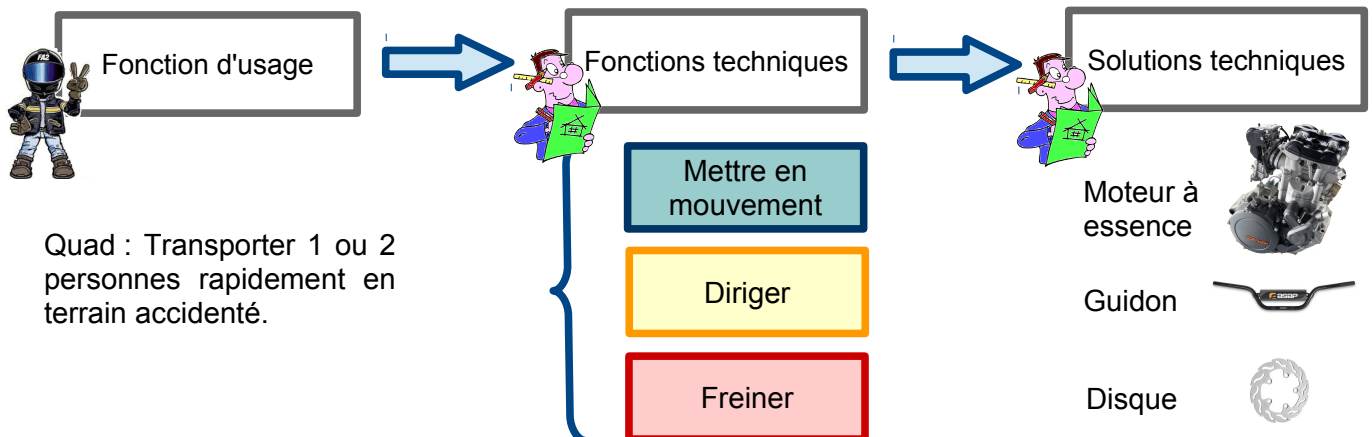 Fonction d'usage
Fonctions techniques
Solutions techniques
FA2
Quad : Transporter 1 ou 2
personnes rapidement en
terrain accidenté.
Mettre en
mouvement
Diriger
Freiner
Moteur à
essence
Guidon
Disque